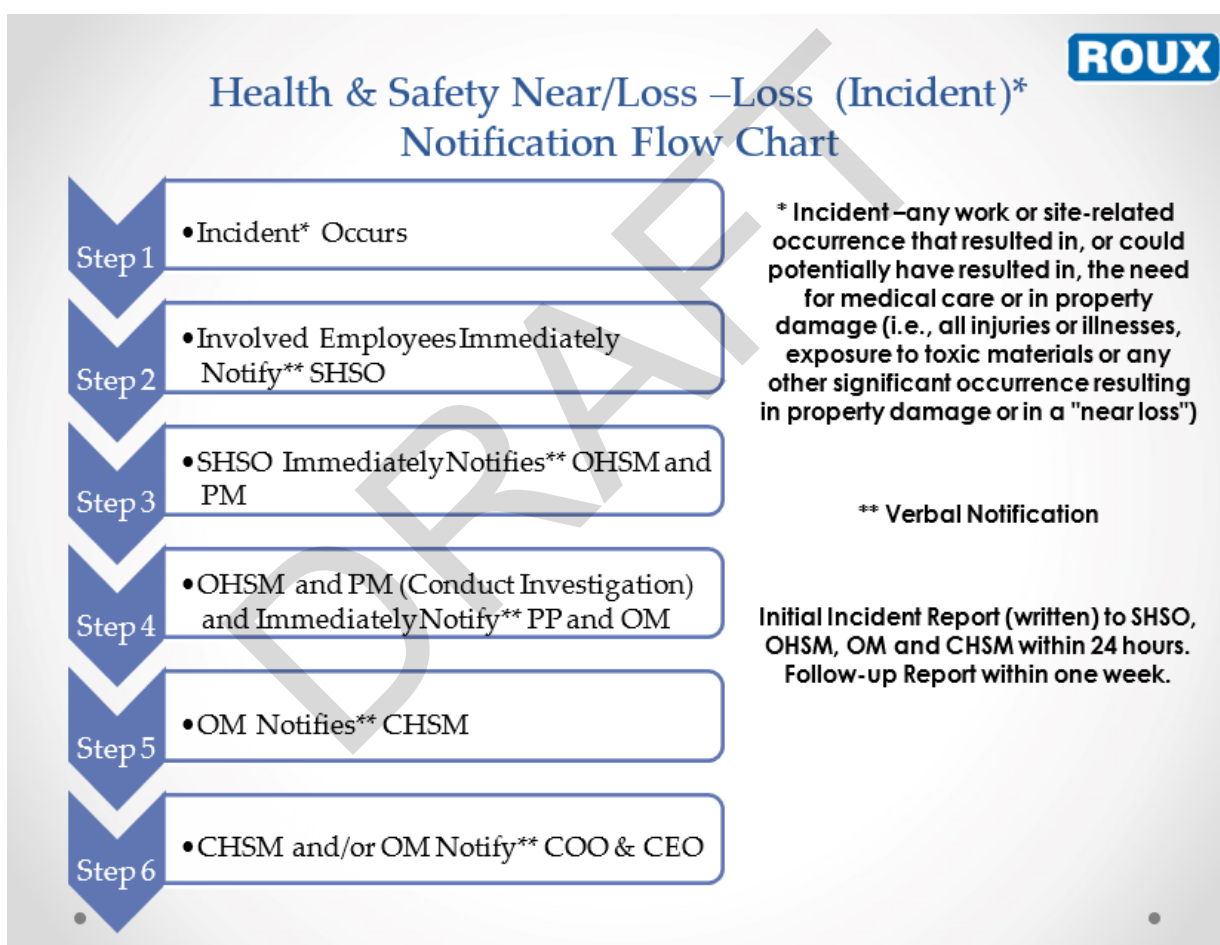 ROUX
Health & Safety Near/Loss –Loss (Incident)*
Notification Flow Chart
Step 1
•Incident* Occurs
Step 2
•Involved Employees Immediately
Notify** SHSO
Step 3
•SHSO Immediately Notifies** OHSM and
PM
Step 4
•OHSM and PM (Conduct Investigation)
and Immediately Notify** PP and OM
Step 5
•OM Notifies** CHSM
Step 6
•CHSM and/or OM Notify** COO & CEO
* Incident –any work or site-related
occurrence that resulted in, or could
potentially have resulted in, the need
for medical care or in property
damage (i.e., all injuries or illnesses,
exposure to toxic materials or any
other significant occurrence resulting
in property damage or in a "near loss")
** Verbal Notification
Initial Incident Report (written) to SHSO,
OHSM, OM and CHSM within 24 hours.
Follow-up Report within one week.
DRAFT